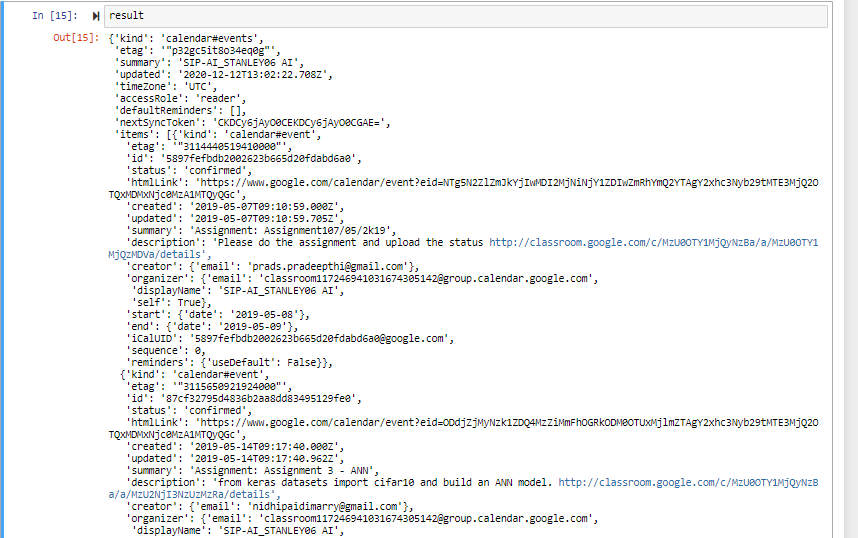 In [15]: result
Out[15]: {'kind': 'calendar#events',
'etag': '"p32gc5it8o34eq0g"',
'summary': 'SIP-AI_STANLEY06 AI',
'updated': '2020-12-12T13:02:22.708Z',
'timeZone': 'UTC',
'accessRole': 'reader',
'defaultReminders': [],
'nextSyncToken': 'CKDCy6jAyO0CEKDCy6jAyO0CGAE=',
'items': [{'kind': 'calendar#event',
'etag': '"3114440519410000"',
'id': '5897fefbdb2002623b665d20fdabd6a0',
'status': 'confirmed',
'htmlLink': 'https://www.google.com/calendar/event?eid=NTg5N2ZlZmJkYjIwMDI2MjNiNjY1ZDIwZmRhYmQ2YTAgY2xhc3Nyb29tMTE3MjQ2O
TQxMDMxNjc0MzA1MTQyQGc',
'created': '2019-05-07T09:10:59.000Z',
'updated': '2019-05-07T09:10:59.705Z',
'summary': 'Assignment: Assignment107/05/2k19',
'description': 'Please do the assignment and upload the status http://classroom.google.com/c/MzU0OTY1MjQyNzBa/a/MzU0OTY1
MjQzMDVa/details',
'creator': {'email': 'prads.pradeepthi@gmail.com'},
'organizer': {'email': 'classroom117246941031674305142@group.calendar.google.com',
'displayName': 'SIP-AI_STANLEY06 AI',
'self': True},
'start': {'date': '2019-05-08'},
'end': {'date': '2019-05-09'},
'iCalUID': '5897fefbdb2002623b665d20fdabd6a0@google.com',
'sequence': 0,
'reminders': {'useDefault': False}},
{'kind': 'calendar#event',
'etag': '"3115650921924000"',
'id': '87cf32795d4836b2aa8dd83495129fe0',
'status': 'confirmed',
'htmlLink': 'https://www.google.com/calendar/event?eid=ODdjZjMyNzk1ZDQ4MzZiMmFhOGRkODM0OTUxMjlmZTAgY2xhc3Nyb29tMTE3MjQ2O
TQxMDMxNjc0MzA1MTQyQGc',
'created': '2019-05-14T09:17:40.000Z',
'updated': '2019-05-14T09:17:40.962Z',
'summary': 'Assignment: Assignment 3 - ANN',
'description': 'from keras datasets import cifar10 and build an ANN model. http://classroom.google.com/c/MzU0OTY1MjQyNzB
a/a/MzU2NjI3NzUzMzRa/details',
'creator': {'email': 'nidhipaidimarry@gmail.com'},
'organizer': {'email': 'classroom117246941031674305142@group.calendar.google.com',
'displayName': 'SIP-AI_STANLEY06 AI',